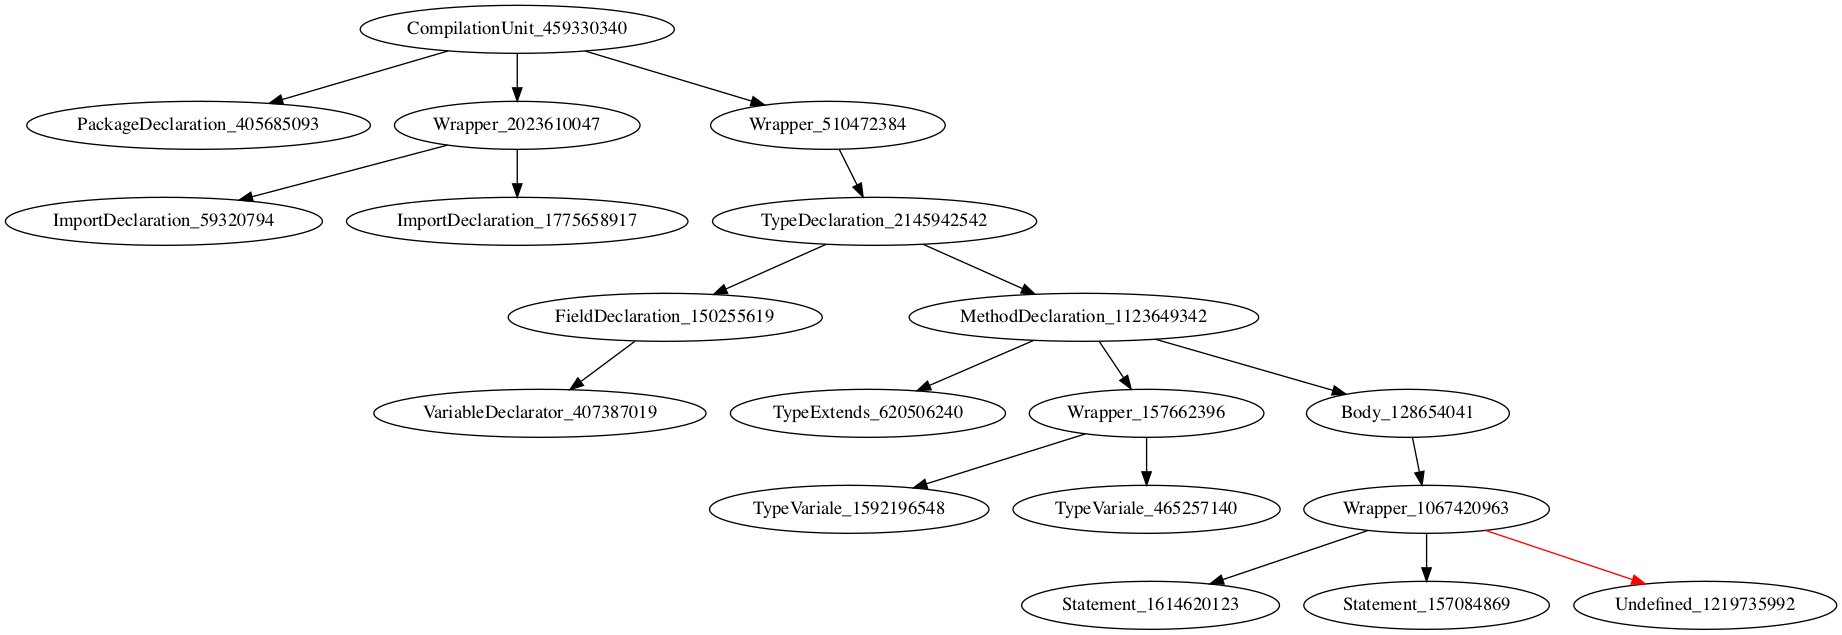 CompilationUnit_459330340
PackageDeclaration_405685093
Wrapper_2023610047
Wrapper_510472384
ImportDeclaration_59320794
ImportDeclaration_1775658917
TypeDeclaration_2145942542
FieldDeclaration_150255619
MethodDeclaration_1123649342
VariableDeclarator_407387019
TypeExtends_620506240
Wrapper_157662396
Body_128654041
TypeVariale_1592196548
TypeVariale_465257140
Wrapper_1067420963
Statement_1614620123
Statement_157084869
Undefined_1219735992